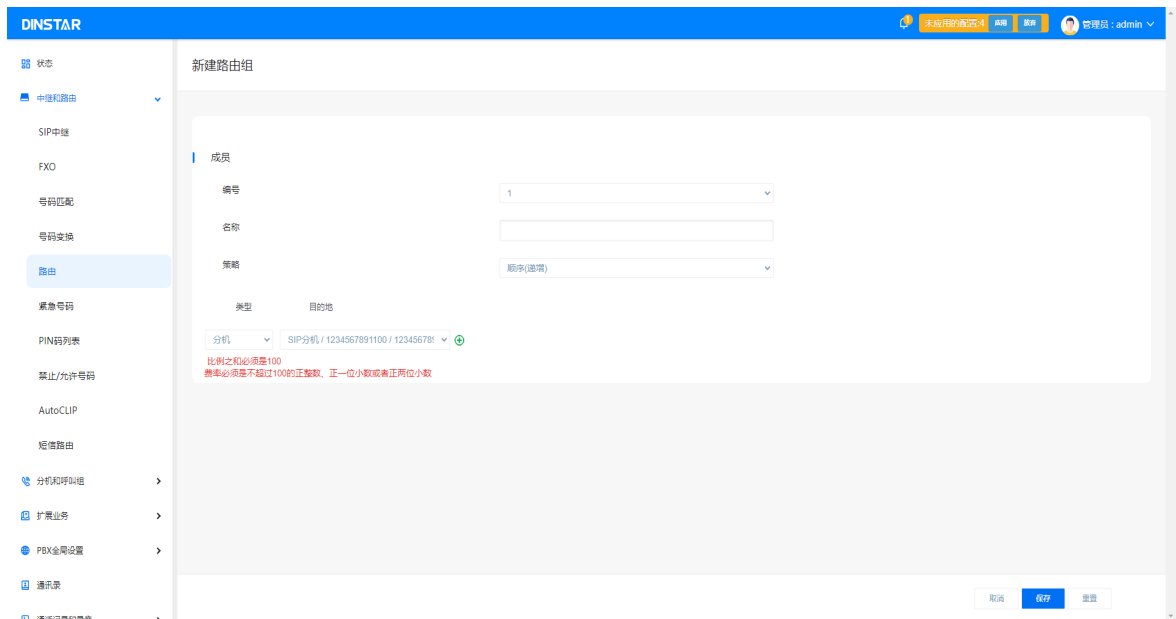 DINSTAR
1
未应用的配置:4 应用 放弃
管理员 : admin
状态
中继和路由
SIP中继
FXO
号码匹配
号码变换
路由
紧急号码
PIN码列表
禁止/允许号码
AutoCLIP
短信路由
分机和呼叫组
扩展业务
PBX全局设置
通讯录
新建路由组
成员
编号 1
名称
策略 顺序(递增)
类型 目的地
分机 SIP分机 / 1234567891100 / 12345678
比例之和必须是100
费率必须是不超过100的正整数、正一位小数或者正两位小数
取消 保存 重置